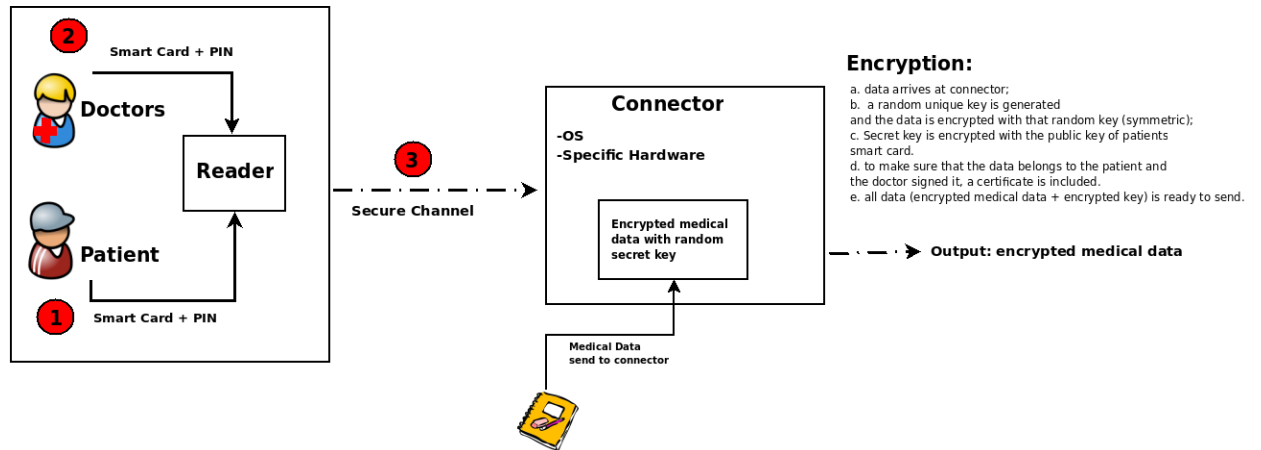 2
Smart Card + PIN
Doctors
Reader
Patient
1
Smart Card + PIN
3
Secure Channel
Connector
-OS
-Specific Hardware
Encrypted medical
data with random
secret key
Medical Data
send to connector
Encryption:
a. data arrives at connector;
b.  a random unique key is generated
and the data is encrypted with that random key (symmetric);
c. Secret key is encrypted with the public key of patients
smart card.
d. to make sure that the data belongs to the patient and
the doctor signed it, a certificate is included.
e. all data (encrypted medical data + encrypted key) is ready to send.
Output: encrypted medical data